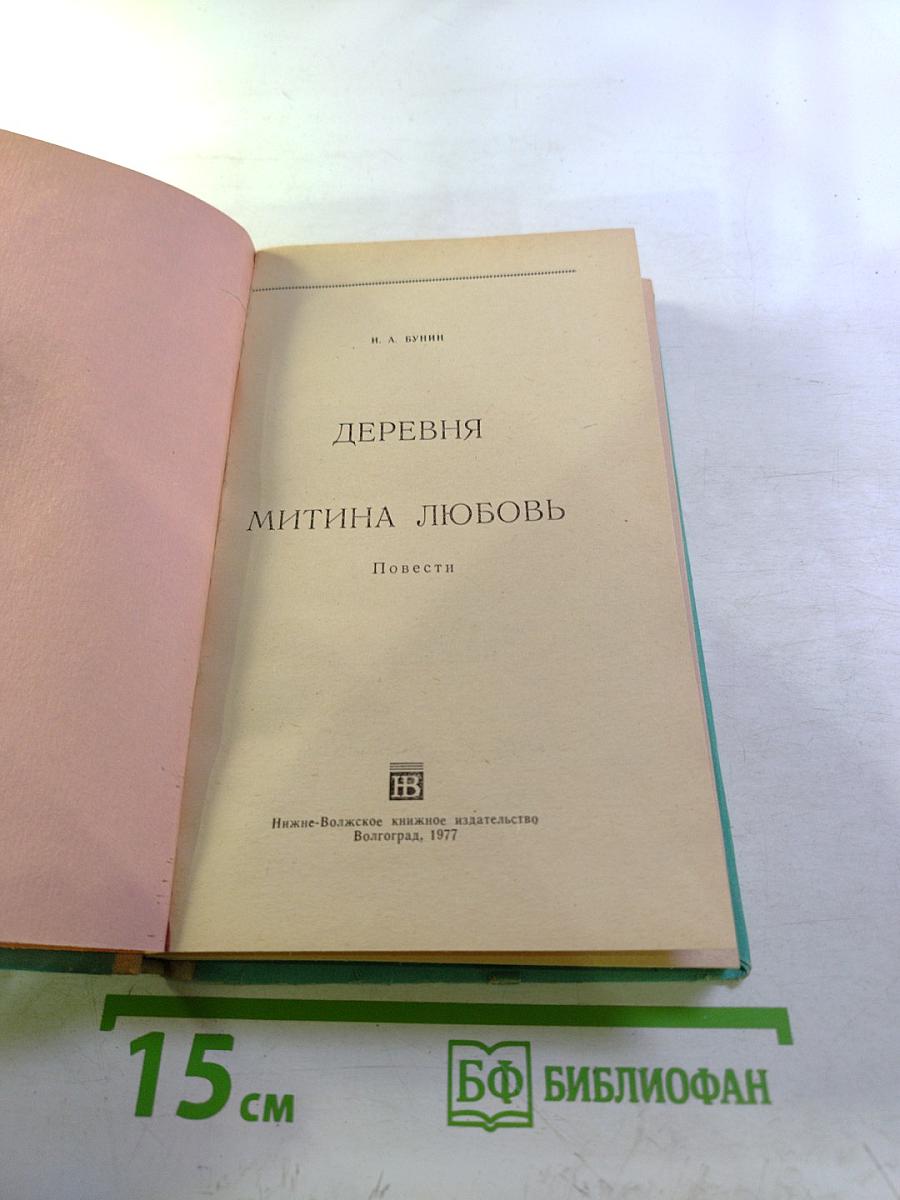 И. А. БУНИН
ДЕРЕВНЯ
МИТИНА ЛЮБОВЬ
Повести
НВ
Нижне-Волжское книжное издательство
Волгоград, 1977
15 см
БФ БИБЛИОФАН